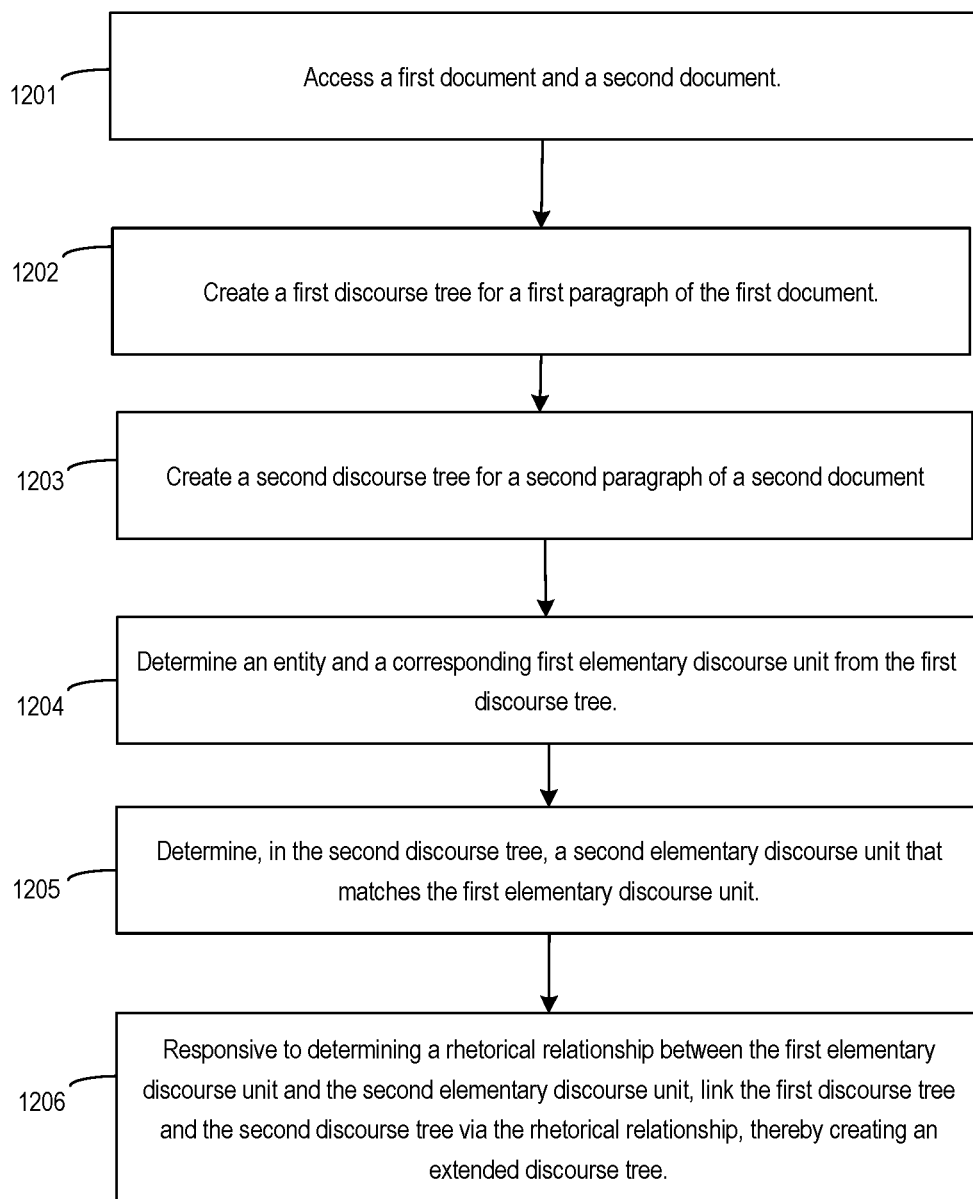 1201
Access a first document and a second document.
1202
Create a first discourse tree for a first paragraph of the first document.
1203
Create a second discourse tree for a second paragraph of a second document
1204
Determine an entity and a corresponding first elementary discourse unit from the first
discourse tree.
1205
Determine, in the second discourse tree, a second elementary discourse unit that
matches the first elementary discourse unit.
1206
Responsive to determining a rhetorical relationship between the first elementary
discourse unit and the second elementary discourse unit, link the first discourse tree
and the second discourse tree via the rhetorical relationship, thereby creating an
extended discourse tree.